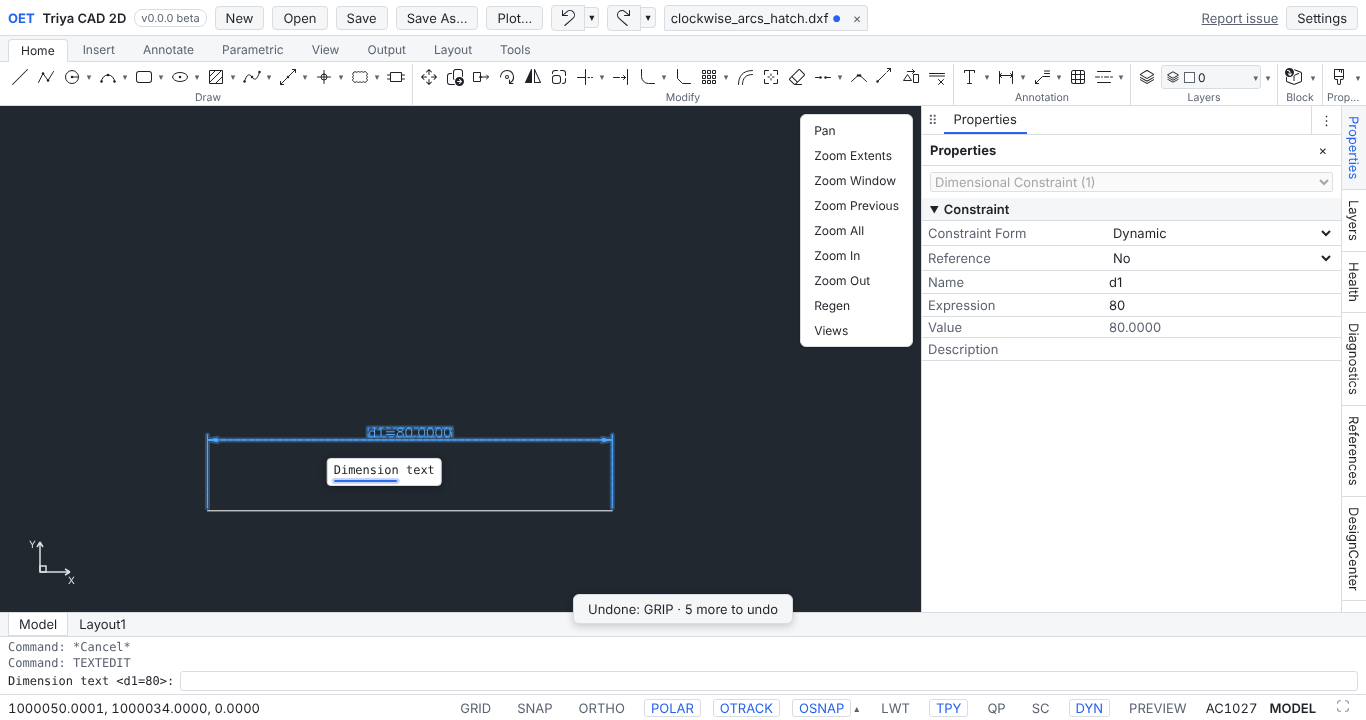 OET Triya CAD 2D v0.0.0 beta New Open Save Save As... Plot... clockwise_arcs_hatch.dxf × Report issue Settings
Home Insert Annotate Parametric View Output Layout Tools
0
Draw Modify Annotation Layers Block Prop...
Pan
Zoom Extents
Zoom Window
Zoom Previous
Zoom All
Zoom In
Zoom Out
Regen
Views
d1=80.0000
Dimension text
Y
X
Properties
Properties ×
Dimensional Constraint (1)
Constraint
Constraint Form Dynamic
Reference No
Name d1
Expression 80
Value 80.0000
Description
Properties
Layers
Health
Diagnostics
References
DesignCenter
Undone: GRIP · 5 more to undo
Model Layout1
Command: *Cancel*
Command: TEXTEDIT
Dimension text <d1=80>:
1000050.0001, 1000034.0000, 0.0000 GRID SNAP ORTHO POLAR OTRACK OSNAP LWT TPY QP SC DYN PREVIEW AC1027 MODEL